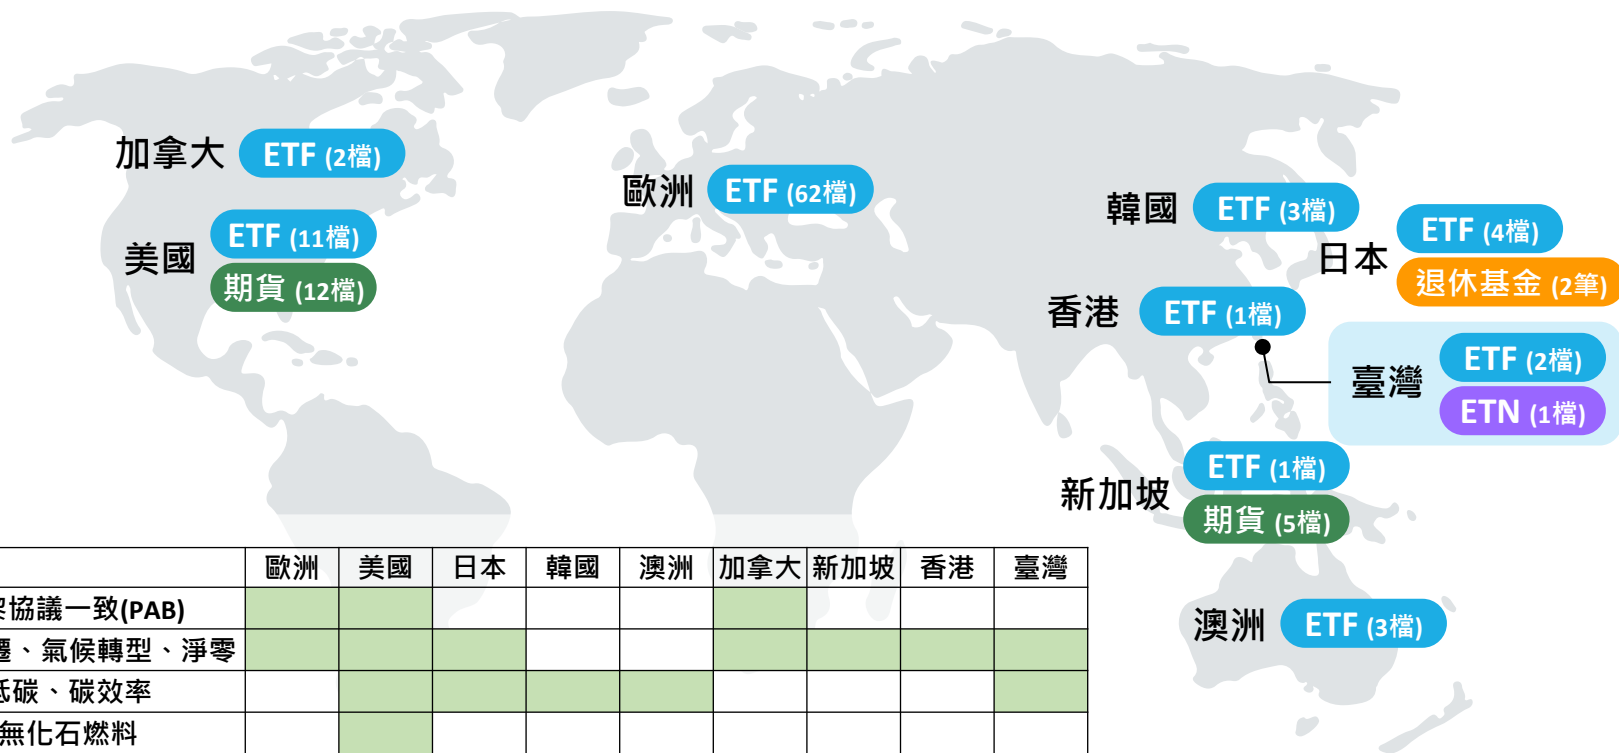 加拿大 ETF (2檔)
美國 ETF (11檔)
期貨 (12檔)
歐洲 ETF (62檔)
韓國 ETF (3檔)
日本 ETF (4檔)
退休基金 (2筆)
香港 ETF (1檔)
臺灣 ETF (2檔)
ETN (1檔)
新加坡 ETF (1檔)
期貨 (5檔)
澳洲 ETF (3檔)
歐洲 美國 日本 韓國 澳洲 加拿大 新加坡 香港 臺灣
協議一致(PAB)
、氣候轉型、淨零
低碳、碳效率
無化石燃料